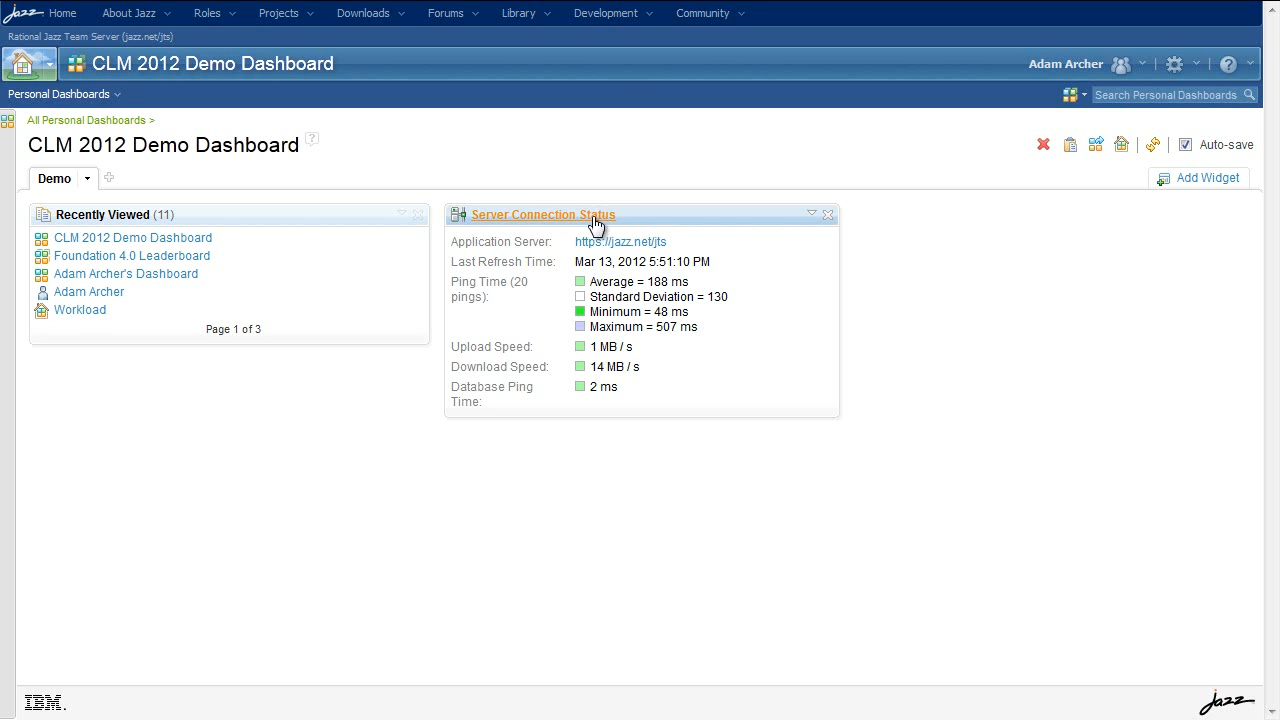 jazz Home About Jazz Roles Projects Downloads Forums Library Development Community
Rational Jazz Team Server (jazz.net/jts)
CLM 2012 Demo Dashboard Adam Archer
Personal Dashboards Search Personal Dashboards
All Personal Dashboards >
CLM 2012 Demo Dashboard ? Auto-save
Demo Add Widget
Recently Viewed (11)
CLM 2012 Demo Dashboard
Foundation 4.0 Leaderboard
Adam Archer's Dashboard
Adam Archer
Workload
Page 1 of 3
Server Connection Status
Application Server: https://jazz.net/jts
Last Refresh Time: Mar 13, 2012 5:51:10 PM
Ping Time (20 Average = 188 ms
pings): Standard Deviation = 130
Minimum = 48 ms
Maximum = 507 ms
Upload Speed: 1 MB / s
Download Speed: 14 MB / s
Database Ping 2 ms
Time:
IBM. jazz